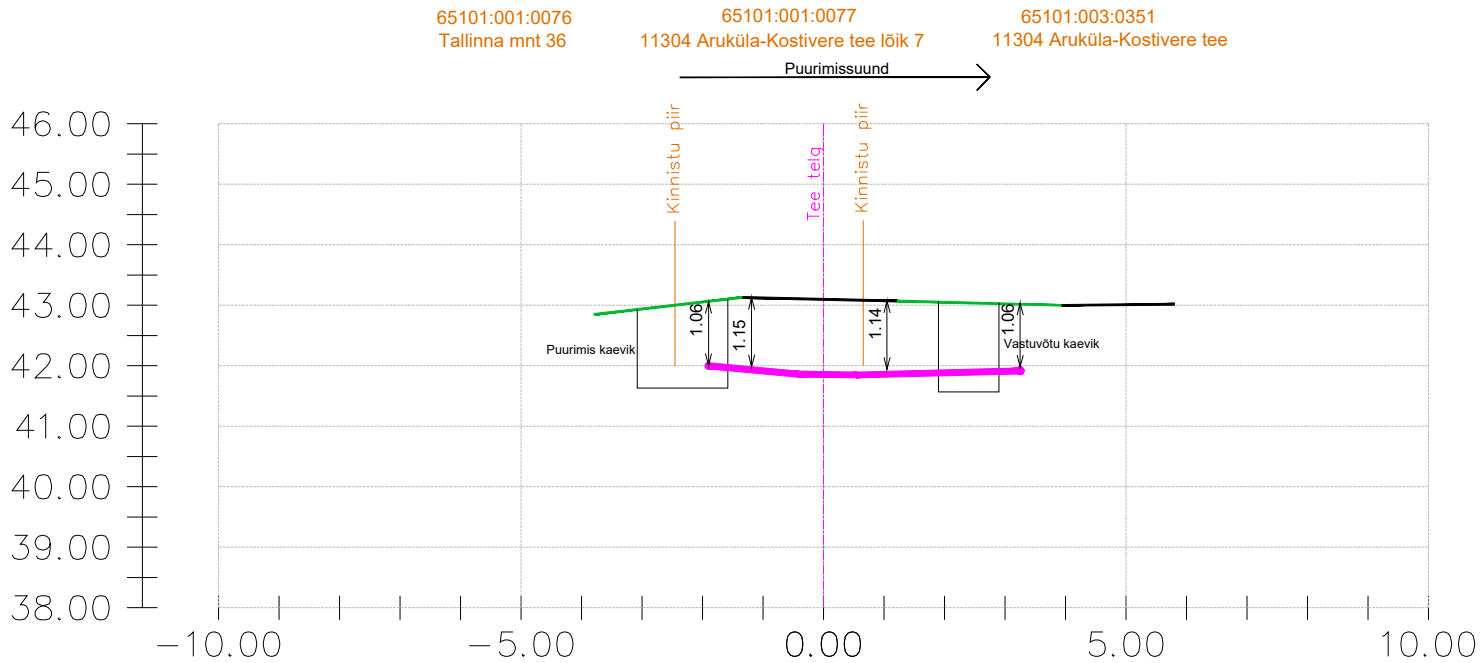 65101:001:0076
Tallinna mnt 36
65101:001:0077
11304 Aruküla-Kostivere tee lõik 7
65101:003:0351
11304 Aruküla-Kostivere tee
Puurimissuund
Kinnistu piir
Tee telg
Kinnistu piir
46.00
45.00
44.00
43.00
42.00
41.00
40.00
39.00
38.00
Puurimis kaevik
1.06
1.15
1.14
1.06
Vastuvõtu kaevik
-10.00
-5.00
0.00
5.00
10.00